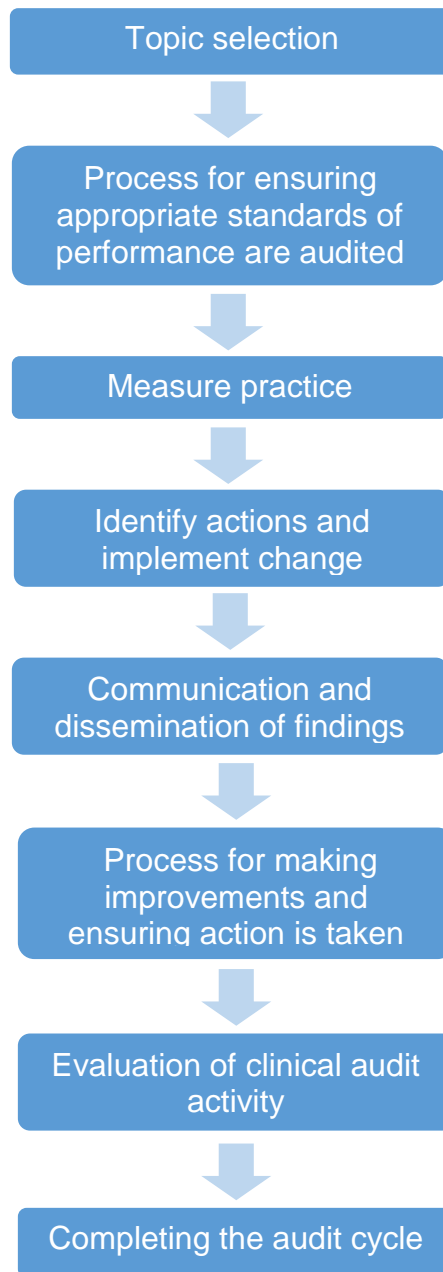 Topic selection
Process for ensuring
appropriate standards of
performance are audited
Measure practice
Identify actions and
implement change
Communication and
dissemination of findings
Process for making
improvements and
ensuring action is taken
Evaluation of clinical audit
activity
Completing the audit cycle